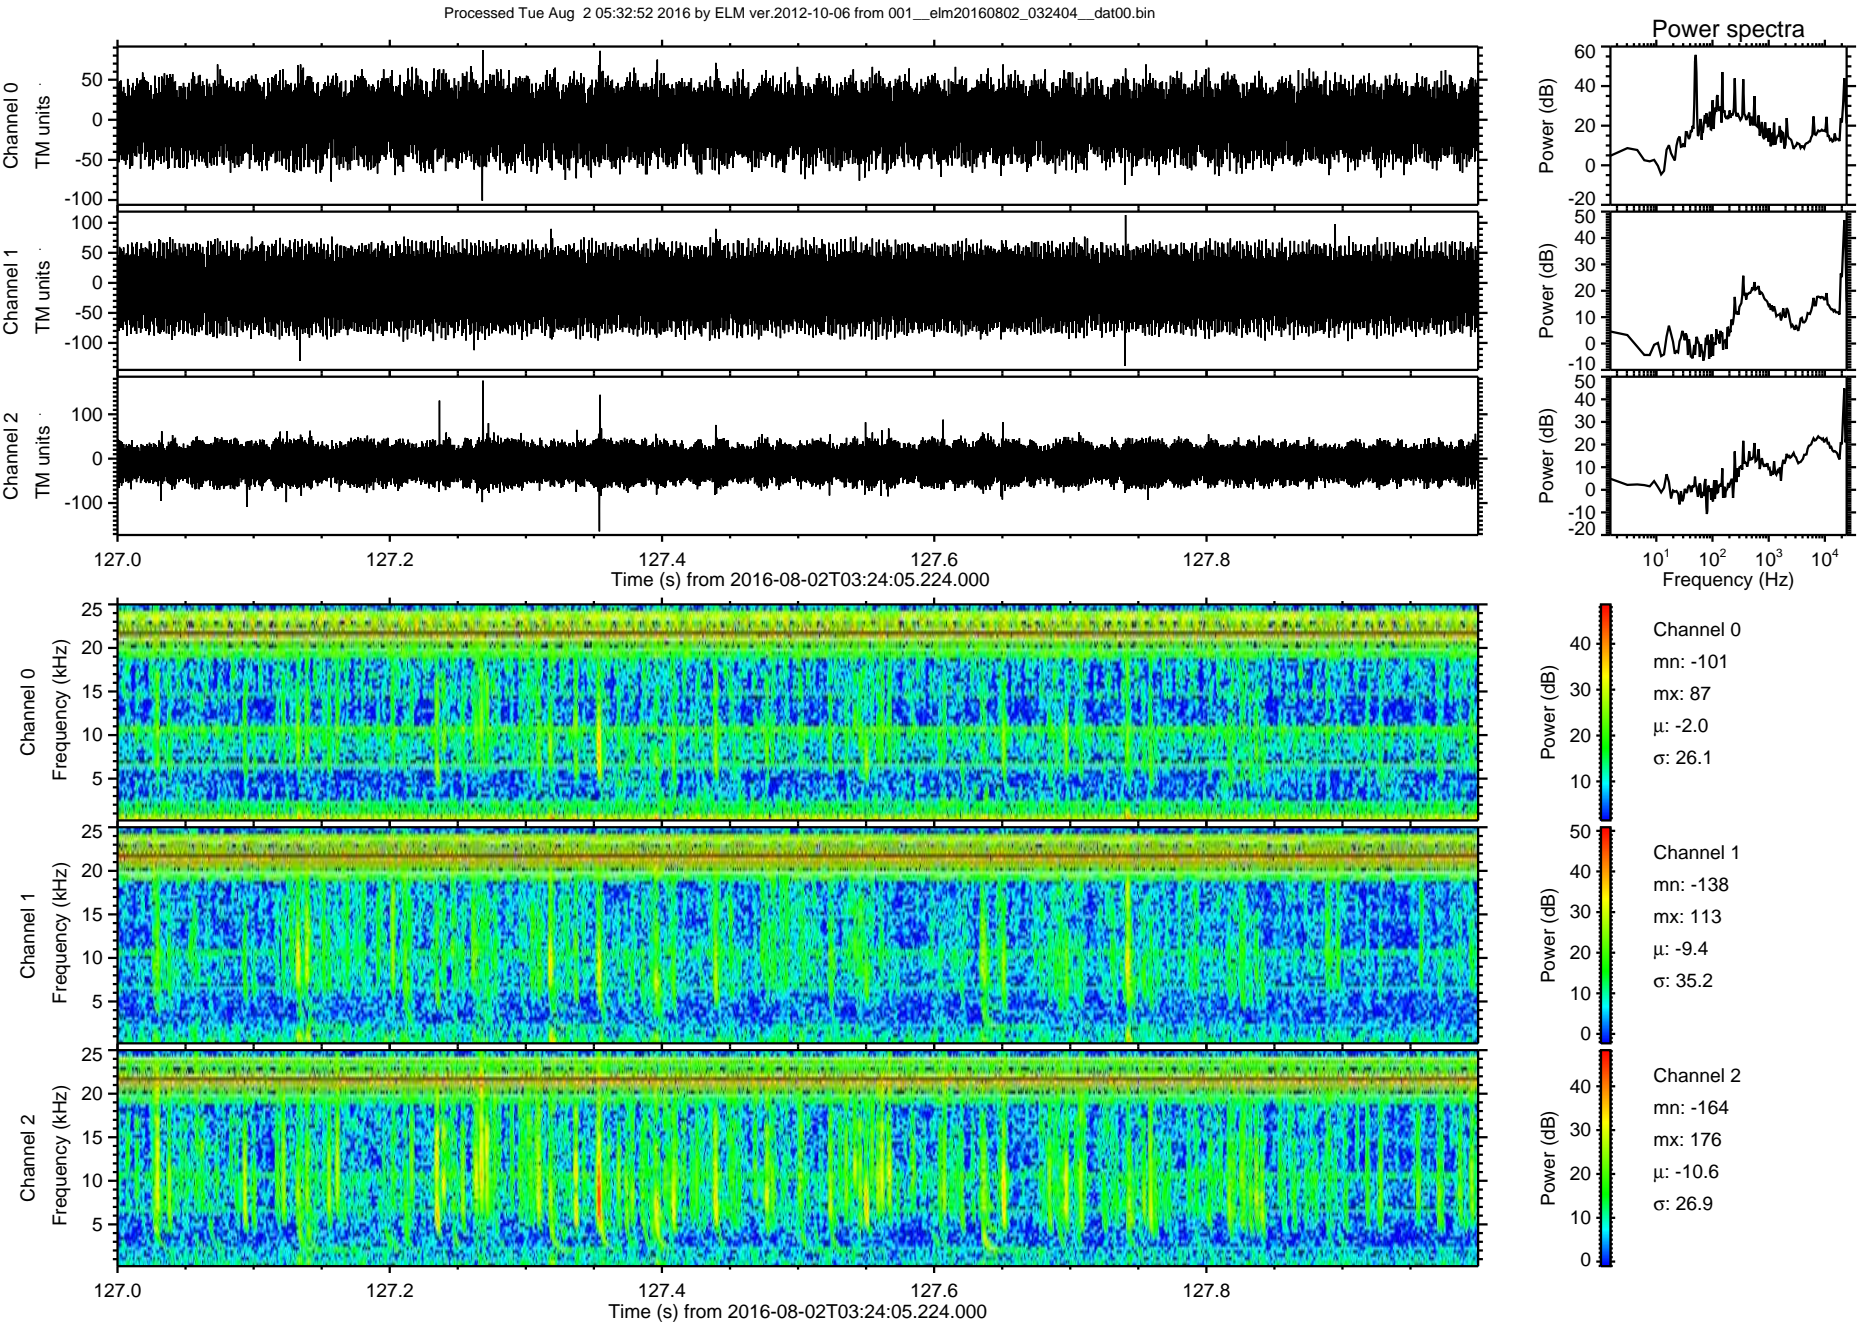 Processed Tue Aug  2 05:32:52 2016 by ELM ver.2012-10-06 from 001__elm20160802_032404__dat00.bin
Power spectra
Channel 0
TM units
50
0
-50
-100
Power (dB)
60
40
20
0
-20
Channel 1
TM units
100
50
0
-50
-100
Power (dB)
50
40
30
20
10
0
-10
Channel 2
TM units
100
0
-100
Power (dB)
50
40
30
20
10
0
-10
-20
127.0 127.2 127.4 127.6 127.8
Time (s) from 2016-08-02T03:24:05.224.000
10^1 10^2 10^3 10^4
Frequency (Hz)
Channel 0
Frequency (kHz)
25
20
15
10
5
Power (dB)
40
30
20
10
Channel 0
mn: -101
mx: 87
μ: -2.0
σ: 26.1
Channel 1
Frequency (kHz)
25
20
15
10
5
Power (dB)
50
40
30
20
10
0
Channel 1
mn: -138
mx: 113
μ: -9.4
σ: 35.2
Channel 2
Frequency (kHz)
25
20
15
10
5
Power (dB)
40
30
20
10
0
Channel 2
mn: -164
mx: 176
μ: -10.6
σ: 26.9
127.0 127.2 127.4 127.6 127.8
Time (s) from 2016-08-02T03:24:05.224.000